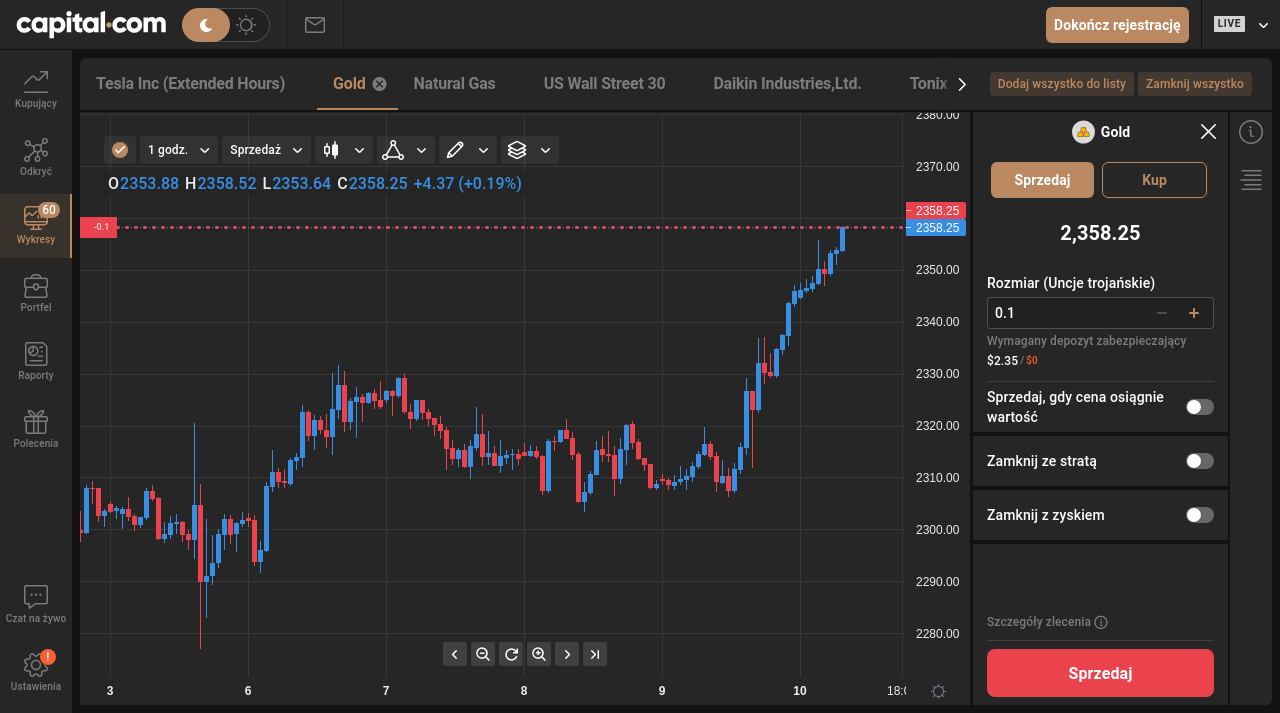 capital.com
Dokończ rejestrację
LIVE
Kupujący
Odkryć
60
Wykresy
Portfel
Raporty
Polecenia
Czat na żywo
!
Ustawienia
Tesla Inc (Extended Hours)
Gold
Natural Gas
US Wall Street 30
Daikin Industries,Ltd.
Tonix
Dodaj wszystko do listy
Zamknij wszystko
1 godz.
Sprzedaż
O2353.88 H2358.52 L2353.64 C2358.25 +4.37 (+0.19%)
-0.1
2380.00
2370.00
2358.25
2358.25
2350.00
2340.00
2330.00
2320.00
2310.00
2300.00
2290.00
2280.00
3 6 7 8 9 10 18:0
Gold
Sprzedaj
Kup
2,358.25
Rozmiar (Uncje trojańskie)
0.1
Wymagany depozyt zabezpieczający
$2.35 / $0
Sprzedaj, gdy cena osiągnie
wartość
Zamknij ze stratą
Zamknij z zyskiem
Szczegóły zlecenia
Sprzedaj